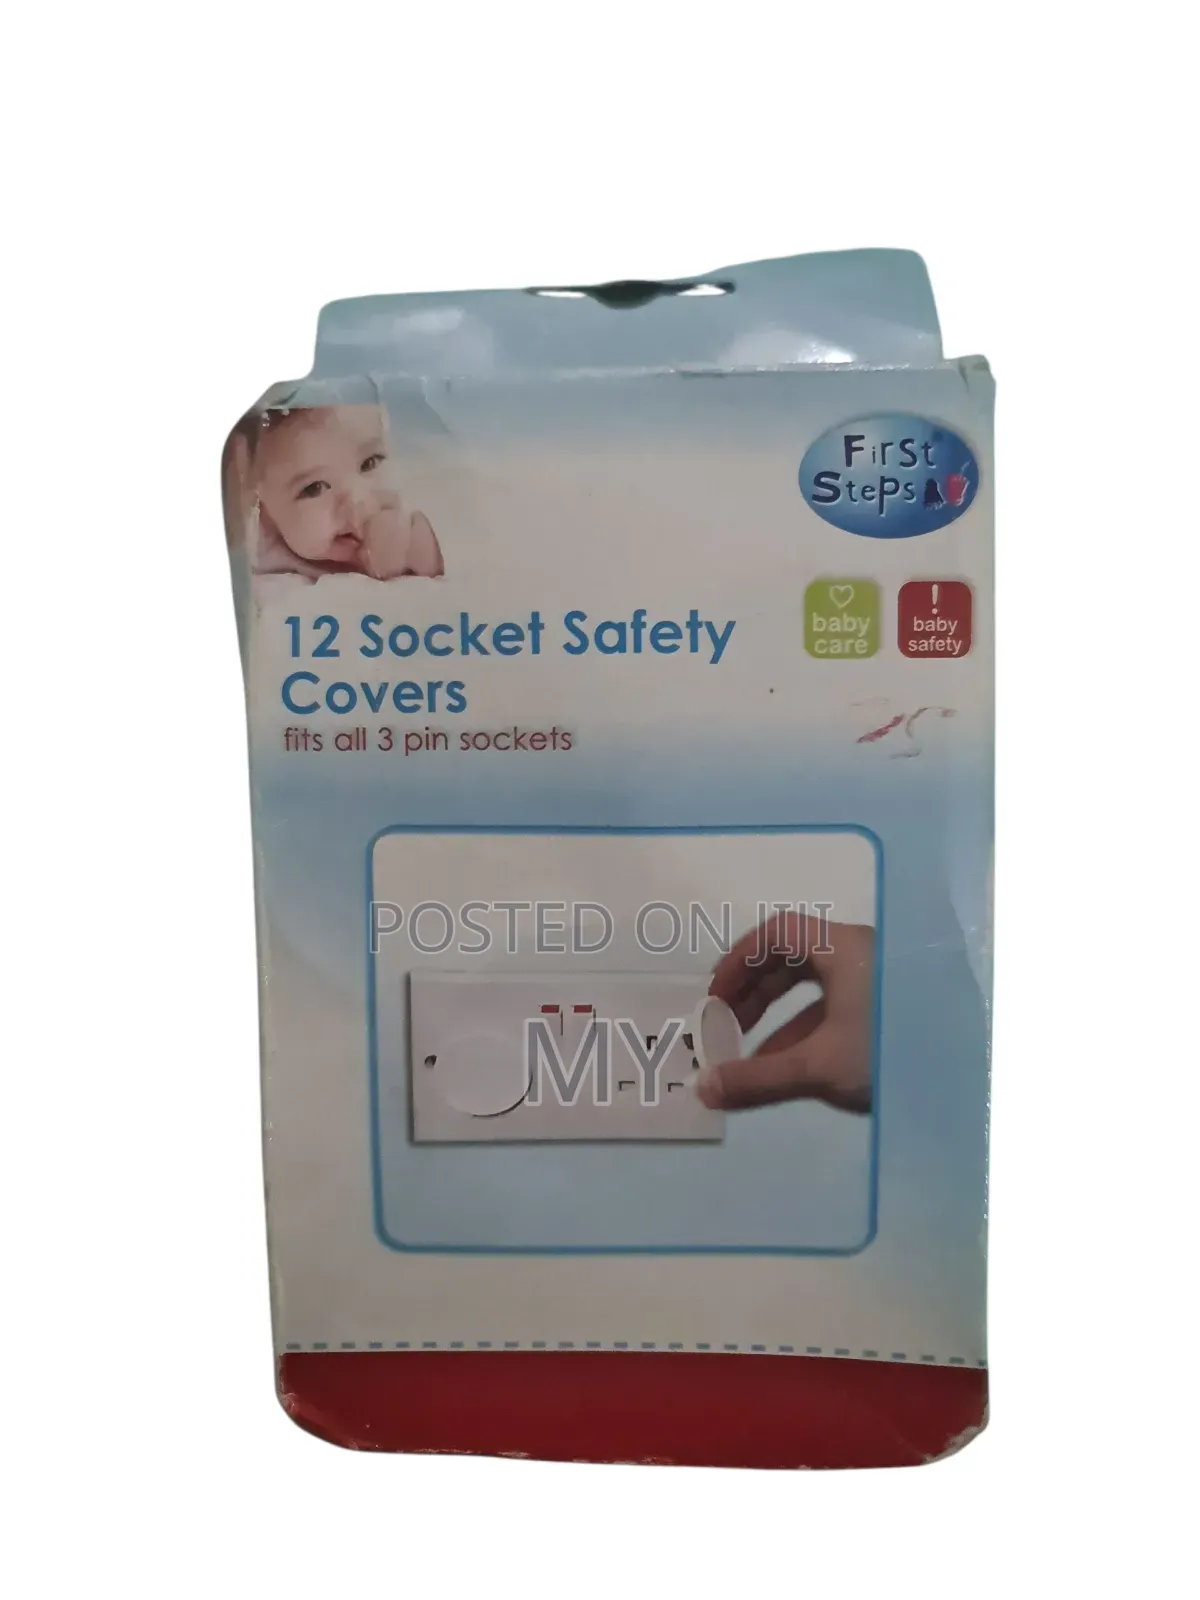 First
Steps
baby
care
!
baby
safety
12 Socket Safety
Covers
fits all 3 pin sockets
POSTED ON JIJI
MY